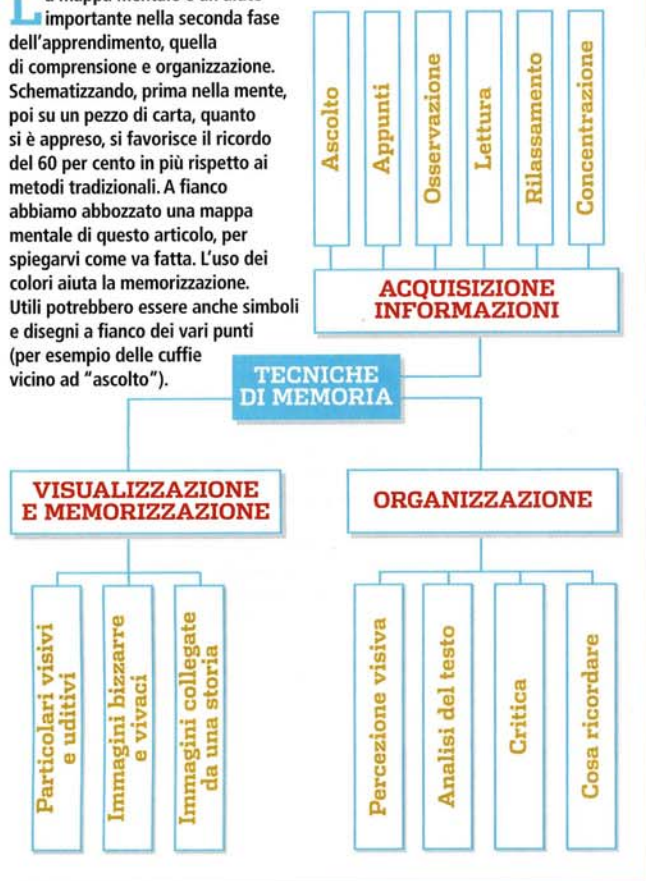 importante nella seconda fase
dell'apprendimento, quella
di comprensione e organizzazione.
Schematizzando, prima nella mente,
poi su un pezzo di carta, quanto
si è appreso, si favorisce il ricordo
del 60 per cento in più rispetto ai
metodi tradizionali. A fianco
abbiamo abbozzato una mappa
mentale di questo articolo, per
spiegarvi come va fatta. L'uso dei
colori aiuta la memorizzazione.
Utili potrebbero essere anche simboli
e disegni a fianco dei vari punti
(per esempio delle cuffie
vicino ad "ascolto").
Ascolto
Appunti
Osservazione
Lettura
Rilassamento
Concentrazione
ACQUISIZIONE
INFORMAZIONI
TECNICHE
DI MEMORIA
VISUALIZZAZIONE
E MEMORIZZAZIONE
ORGANIZZAZIONE
Particolari visivi
e uditivi
Immagini bizzarre
e vivaci
Immagini collegate
da una storia
Percezione visiva
Analisi del testo
Critica
Cosa ricordare